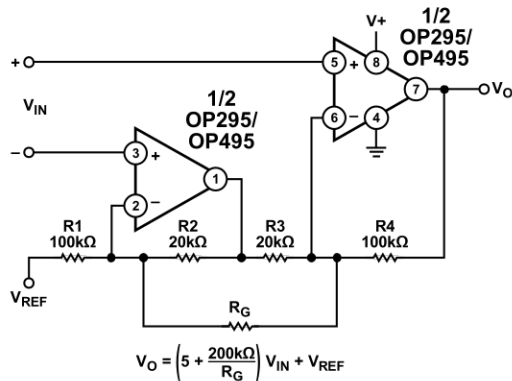 1/2
OP295/
OP495
V+
+
5
+
8
7
VO
VIN
6
–
4
1/2
OP295/
OP495
–
3
+
1
2
–
R1
100kΩ
R2
20kΩ
R3
20kΩ
R4
100kΩ
VREF
RG
VO = (5 + 200kΩ/RG) VIN + VREF